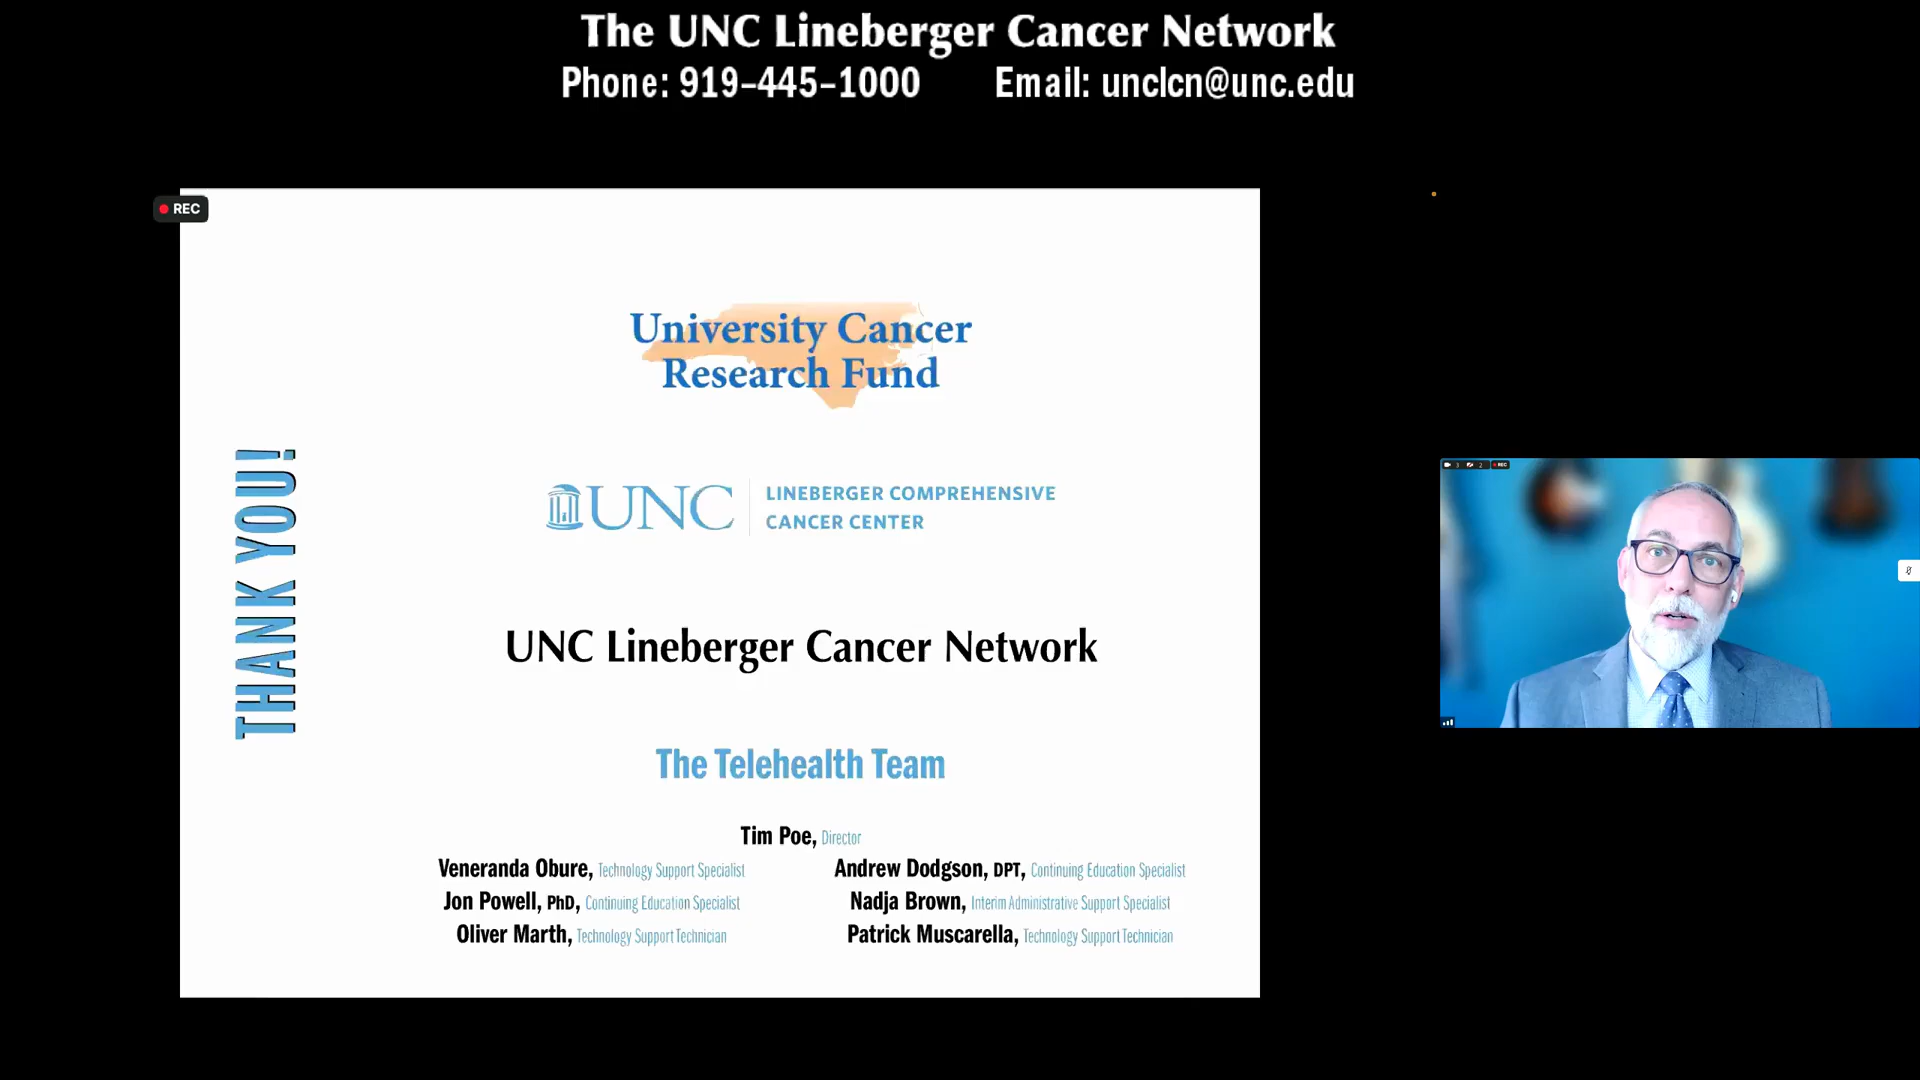 The UNC Lineberger Cancer Network
Phone: 919-445-1000 Email: unclcn@unc.edu
REC
University Cancer
Research Fund
THANK YOU!
UNC LINEBERGER COMPREHENSIVE
CANCER CENTER
UNC Lineberger Cancer Network
The Telehealth Team
Tim Poe, Director
Veneranda Obure, Technology Support Specialist
Andrew Dodgson, DPT, Continuing Education Specialist
Jon Powell, PhD, Continuing Education Specialist
Nadja Brown, Interim Administrative Support Specialist
Oliver Marth, Technology Support Technician
Patrick Muscarella, Technology Support Technician
REC